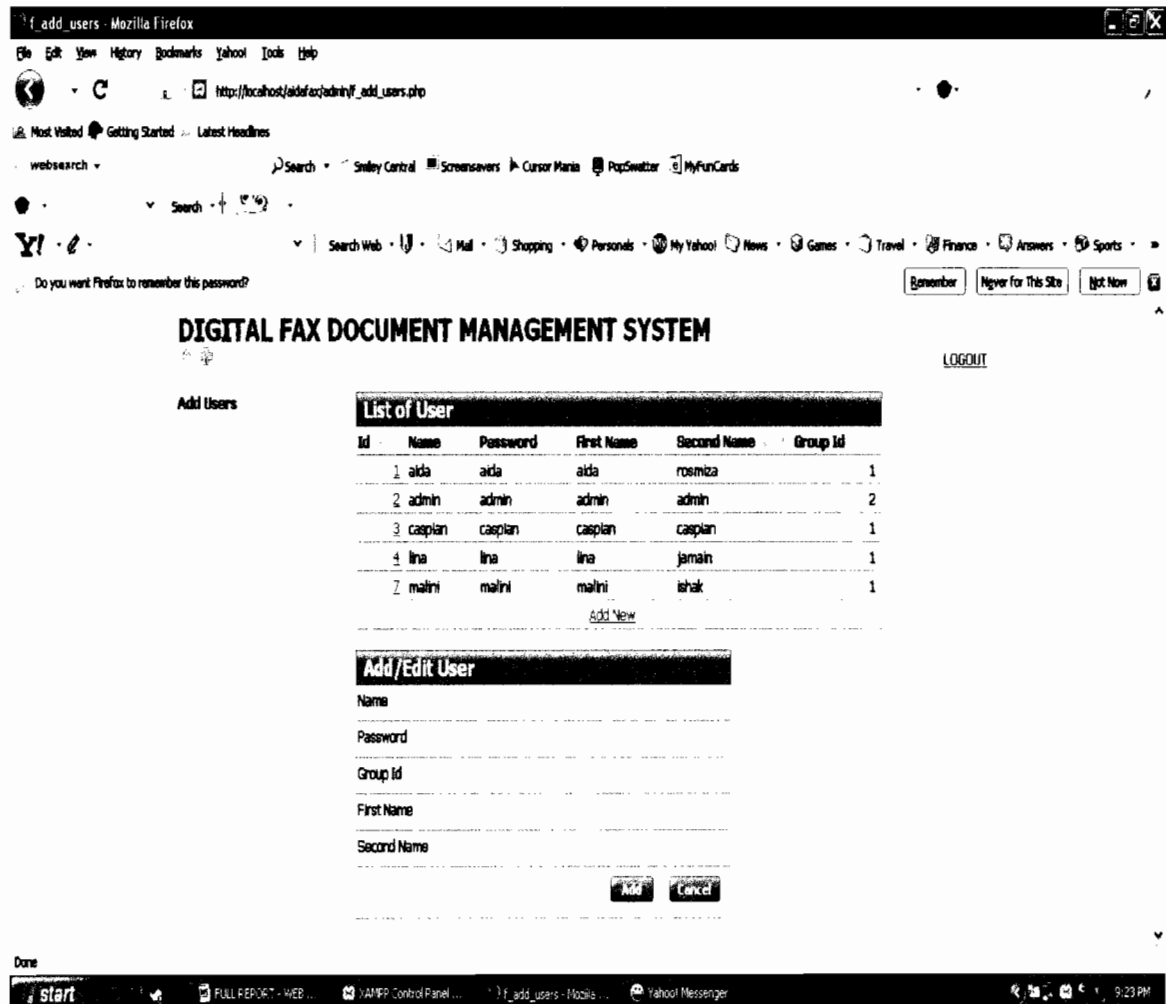 f_add_users - Mozilla Firefox
File Edit View History Bookmarks Yahoo! Tools Help
http://localhost/aidafax/admin/f_add_users.php
Most Visited Getting Started Latest Headlines
websearch Search Smiley Central Screensavers Cursor Mania PopSwatter MyFunCards
Search
Y! Search Web Mail Shopping Personals My Yahoo! News Games Travel Finance Answers Sports »
Do you want Firefox to remember this password? Remember Never for This Site Not Now
DIGITAL FAX DOCUMENT MANAGEMENT SYSTEM
LOGOUT
Add Users
List of User
Id Name Password First Name Second Name Group Id
1 aida aida aida rosmiza 1
2 admin admin admin admin 2
3 caspian caspian caspian caspian 1
4 lina lina lina jamain 1
7 malini malini malini ishak 1
Add New
Add/Edit User
Name
Password
Group Id
First Name
Second Name
Add Cancel
Done
start FULL REPORT - WEB ... XAMPP Control Panel ... f_add_users - Mozilla ... Yahoo! Messenger 9:23 PM